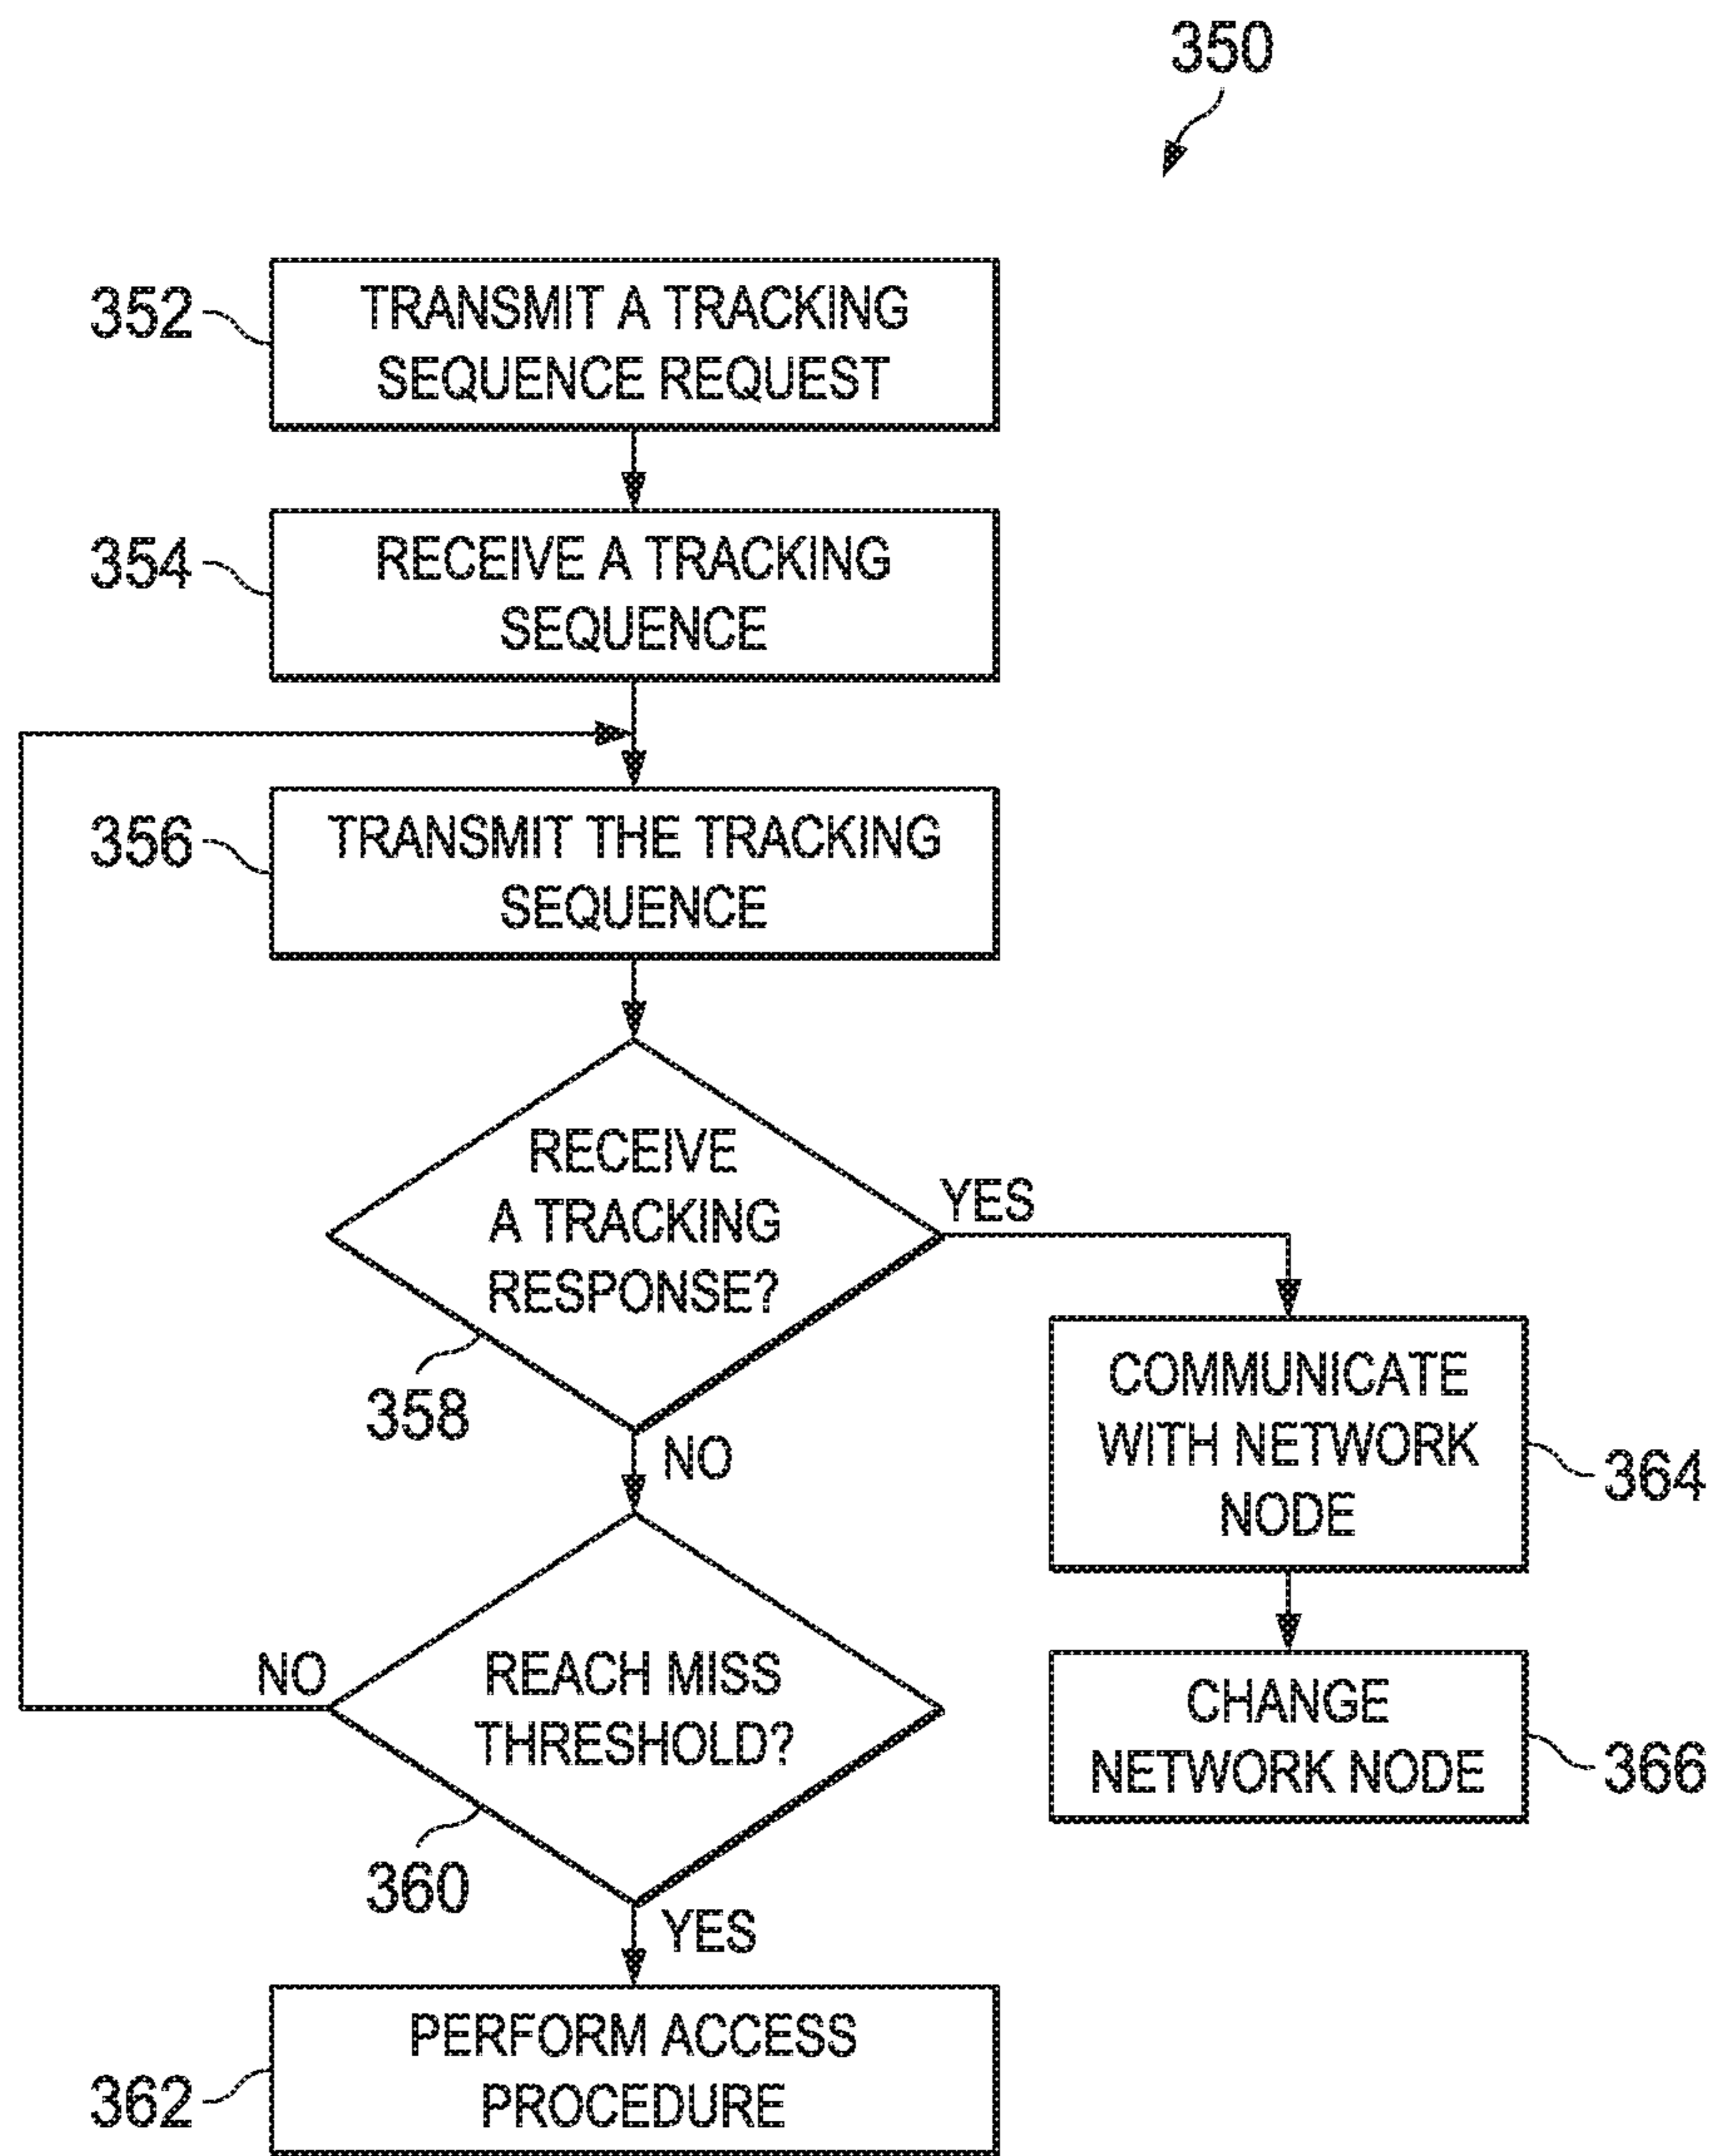 350
352
TRANSMIT A TRACKING
SEQUENCE REQUEST
354
RECEIVE A TRACKING
SEQUENCE
356
TRANSMIT THE TRACKING
SEQUENCE
RECEIVE
A TRACKING
RESPONSE?
YES
358
NO
COMMUNICATE
WITH NETWORK
NODE
364
NO
REACH MISS
THRESHOLD?
360
YES
CHANGE
NETWORK NODE
366
PERFORM ACCESS
PROCEDURE
362